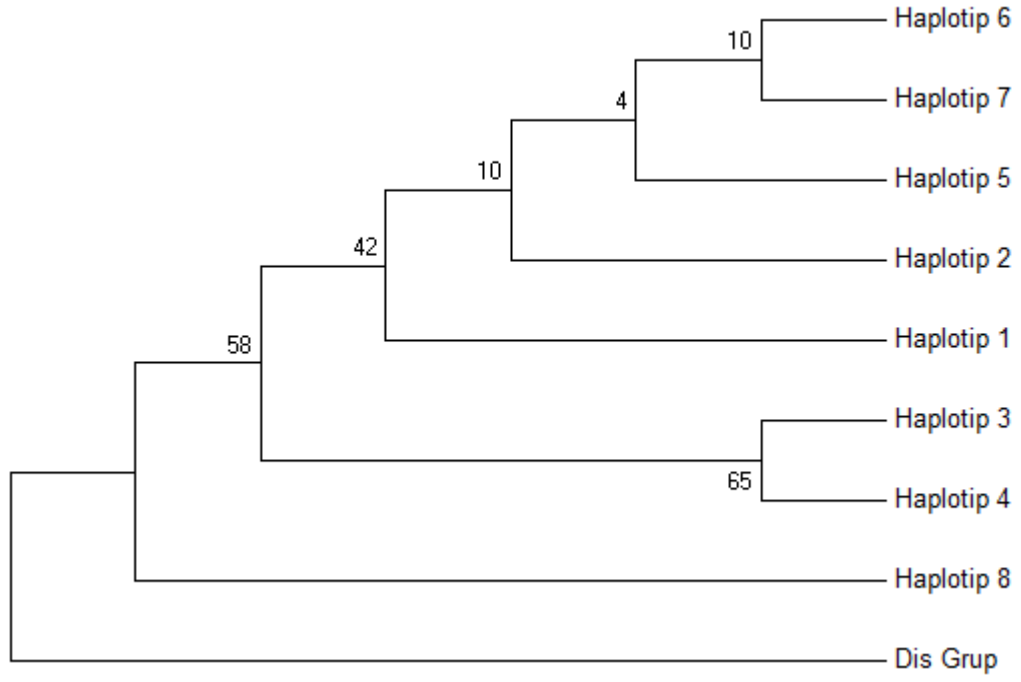 Haplotip 6
10
Haplotip 7
4
Haplotip 5
10
Haplotip 2
42
Haplotip 1
58
Haplotip 3
65
Haplotip 4
Haplotip 8
Dis Grup